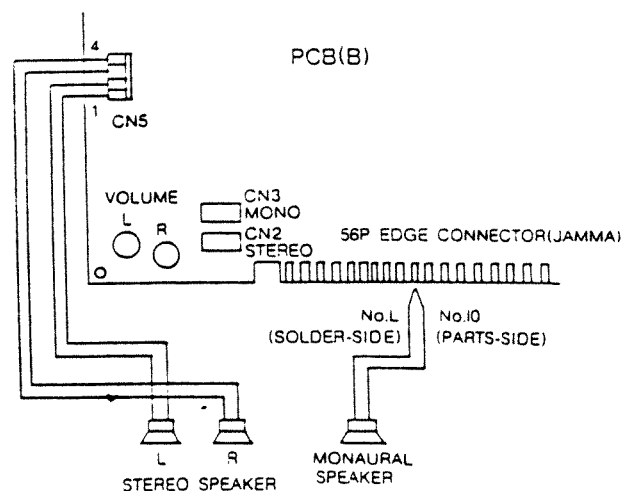 4
PCB(B)
1
CN5
VOLUME
L
R
CN3
MONO
CN2
STEREO
56P EDGE CONNECTOR(JAMMA)
No.L
(SOLDER-SIDE)
No.10
(PARTS-SIDE)
L
R
STEREO SPEAKER
MONAURAL
SPEAKER